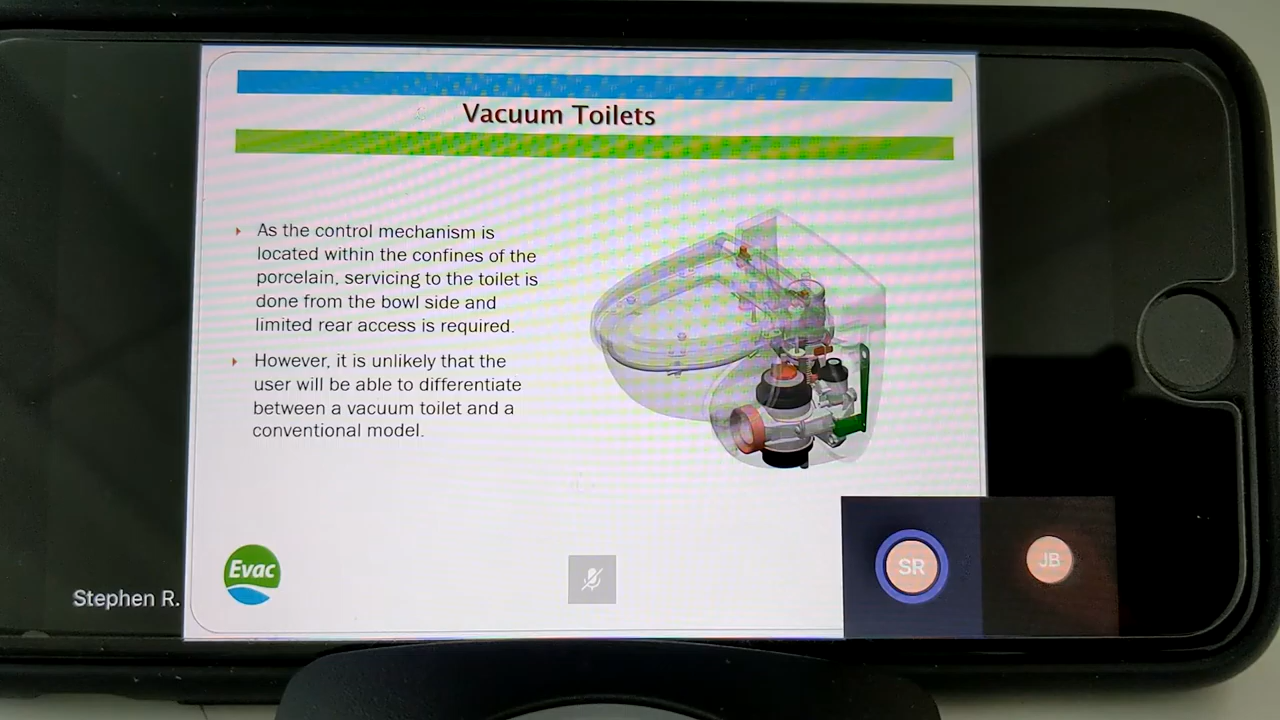 Vacuum Toilets
As the control mechanism is
located within the confines of the
porcelain, servicing to the toilet is
done from the bowl side and
limited rear access is required.
However, it is unlikely that the
user will be able to differentiate
between a vacuum toilet and a
conventional model.
Evac
Stephen R.
SR
JB